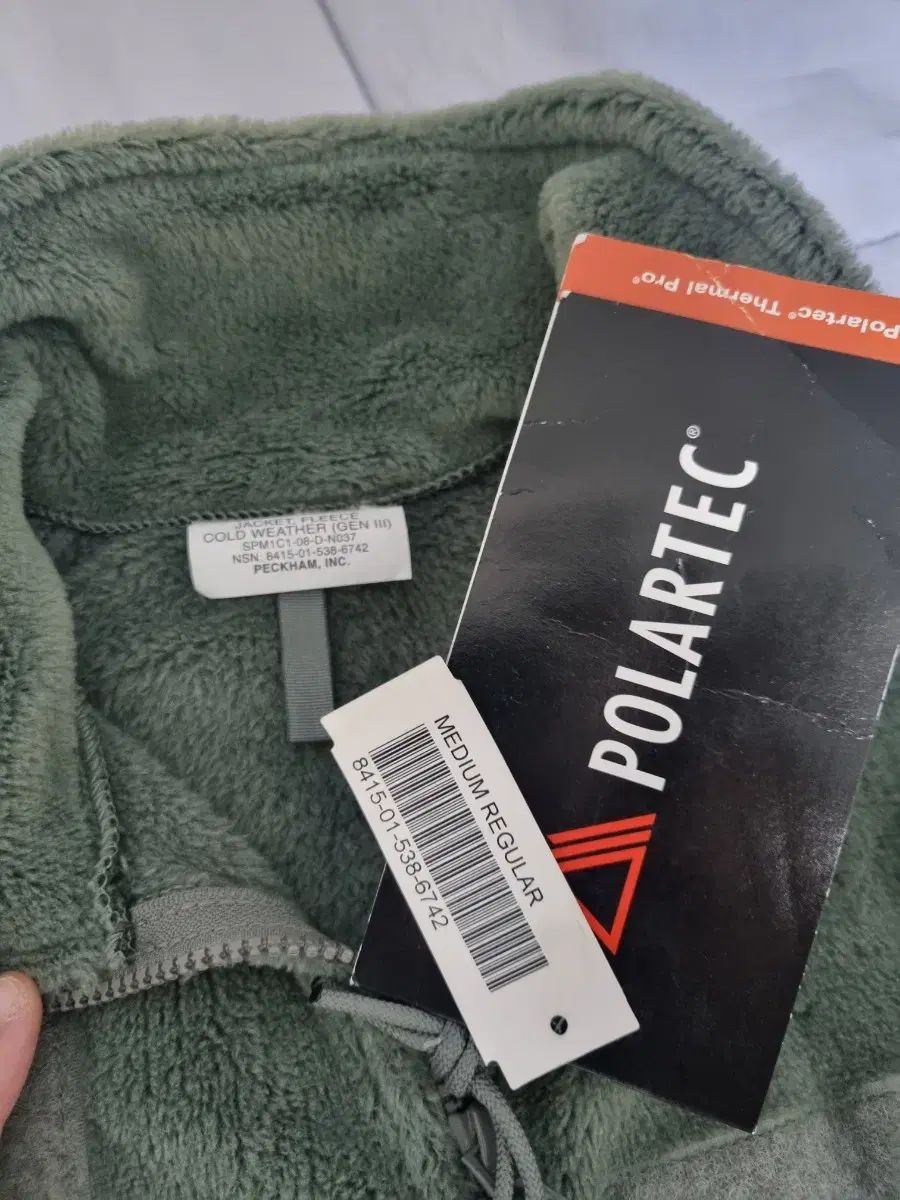 JACKET, FLEECE
COLD WEATHER (GEN III)
SPM1C1-08-D-N037
NSN: 8415-01-538-6742
PECKHAM, INC.
Polartec® Thermal Pro®
POLARTEC®
MEDIUM REGULAR
8415-01-538-6742